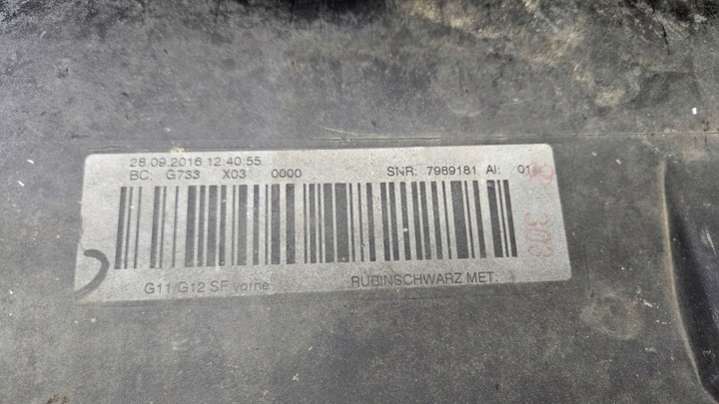 28.09.2016 12:40:55
BC: G733 X03 0000 SNR: 7989181 AI: 01
G11/G12 SF vorne RUBINSCHWARZ MET.